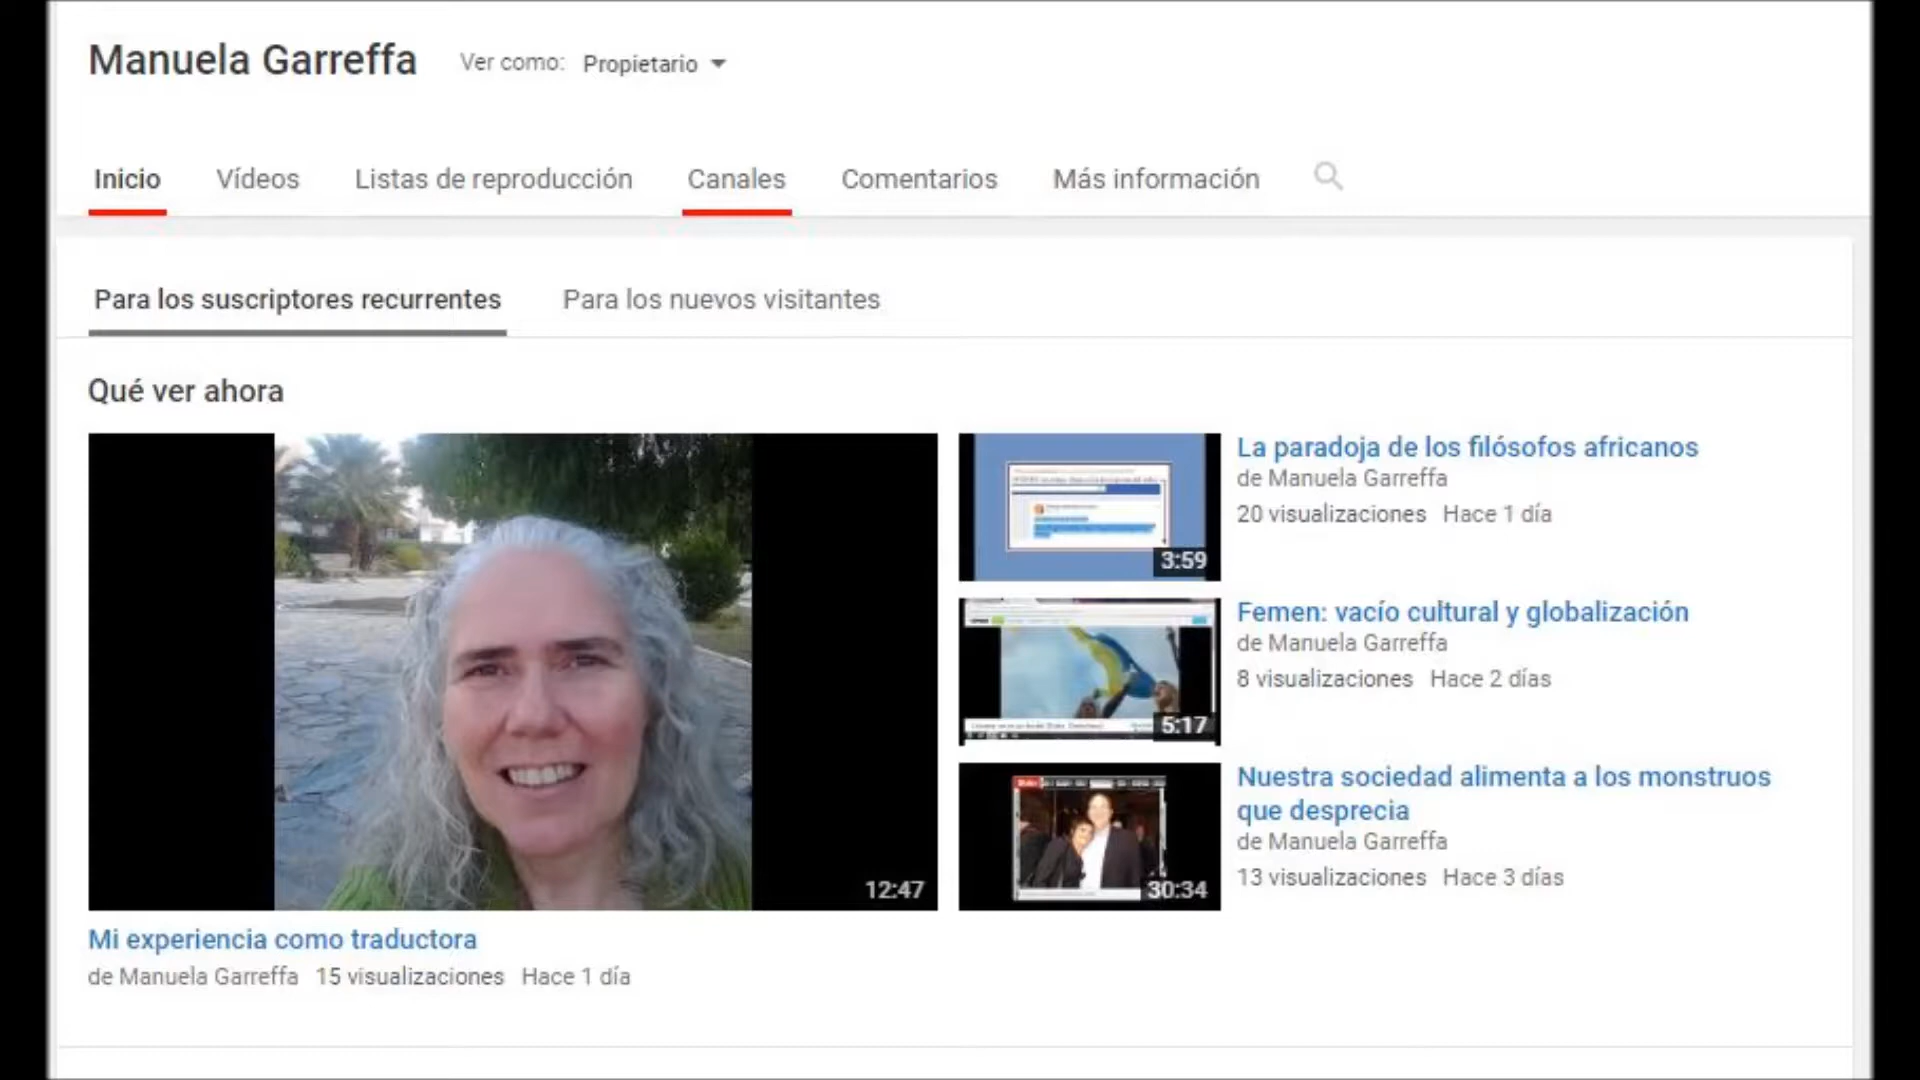 Manuela Garreffa Ver como: Propietario
Inicio Vídeos Listas de reproducción Canales Comentarios Más información
Para los suscriptores recurrentes Para los nuevos visitantes
Qué ver ahora
12:47
Mi experiencia como traductora
de Manuela Garreffa 15 visualizaciones Hace 1 día
3:59
La paradoja de los filósofos africanos
de Manuela Garreffa
20 visualizaciones Hace 1 día
5:17
Femen: vacío cultural y globalización
de Manuela Garreffa
8 visualizaciones Hace 2 días
30:34
Nuestra sociedad alimenta a los monstruos
que desprecia
de Manuela Garreffa
13 visualizaciones Hace 3 días